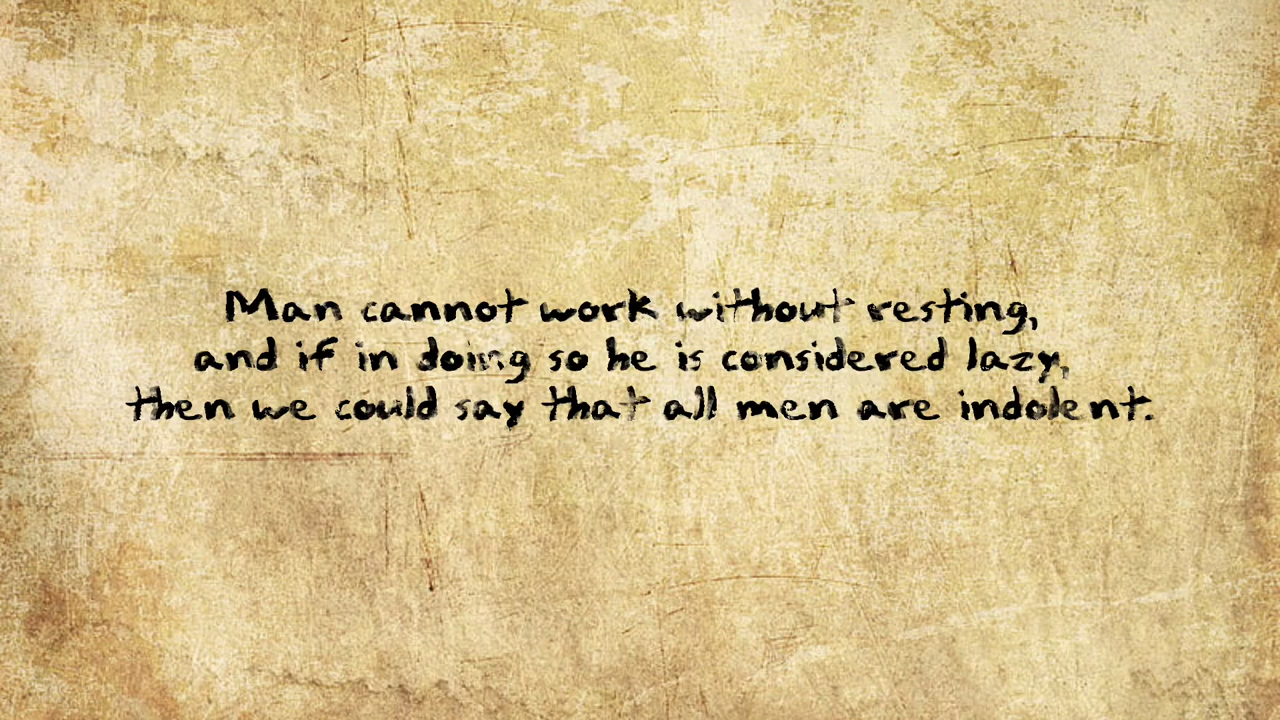 Man cannot work without resting,
and if in doing so he is considered lazy,
then we could say that all men are indolent.